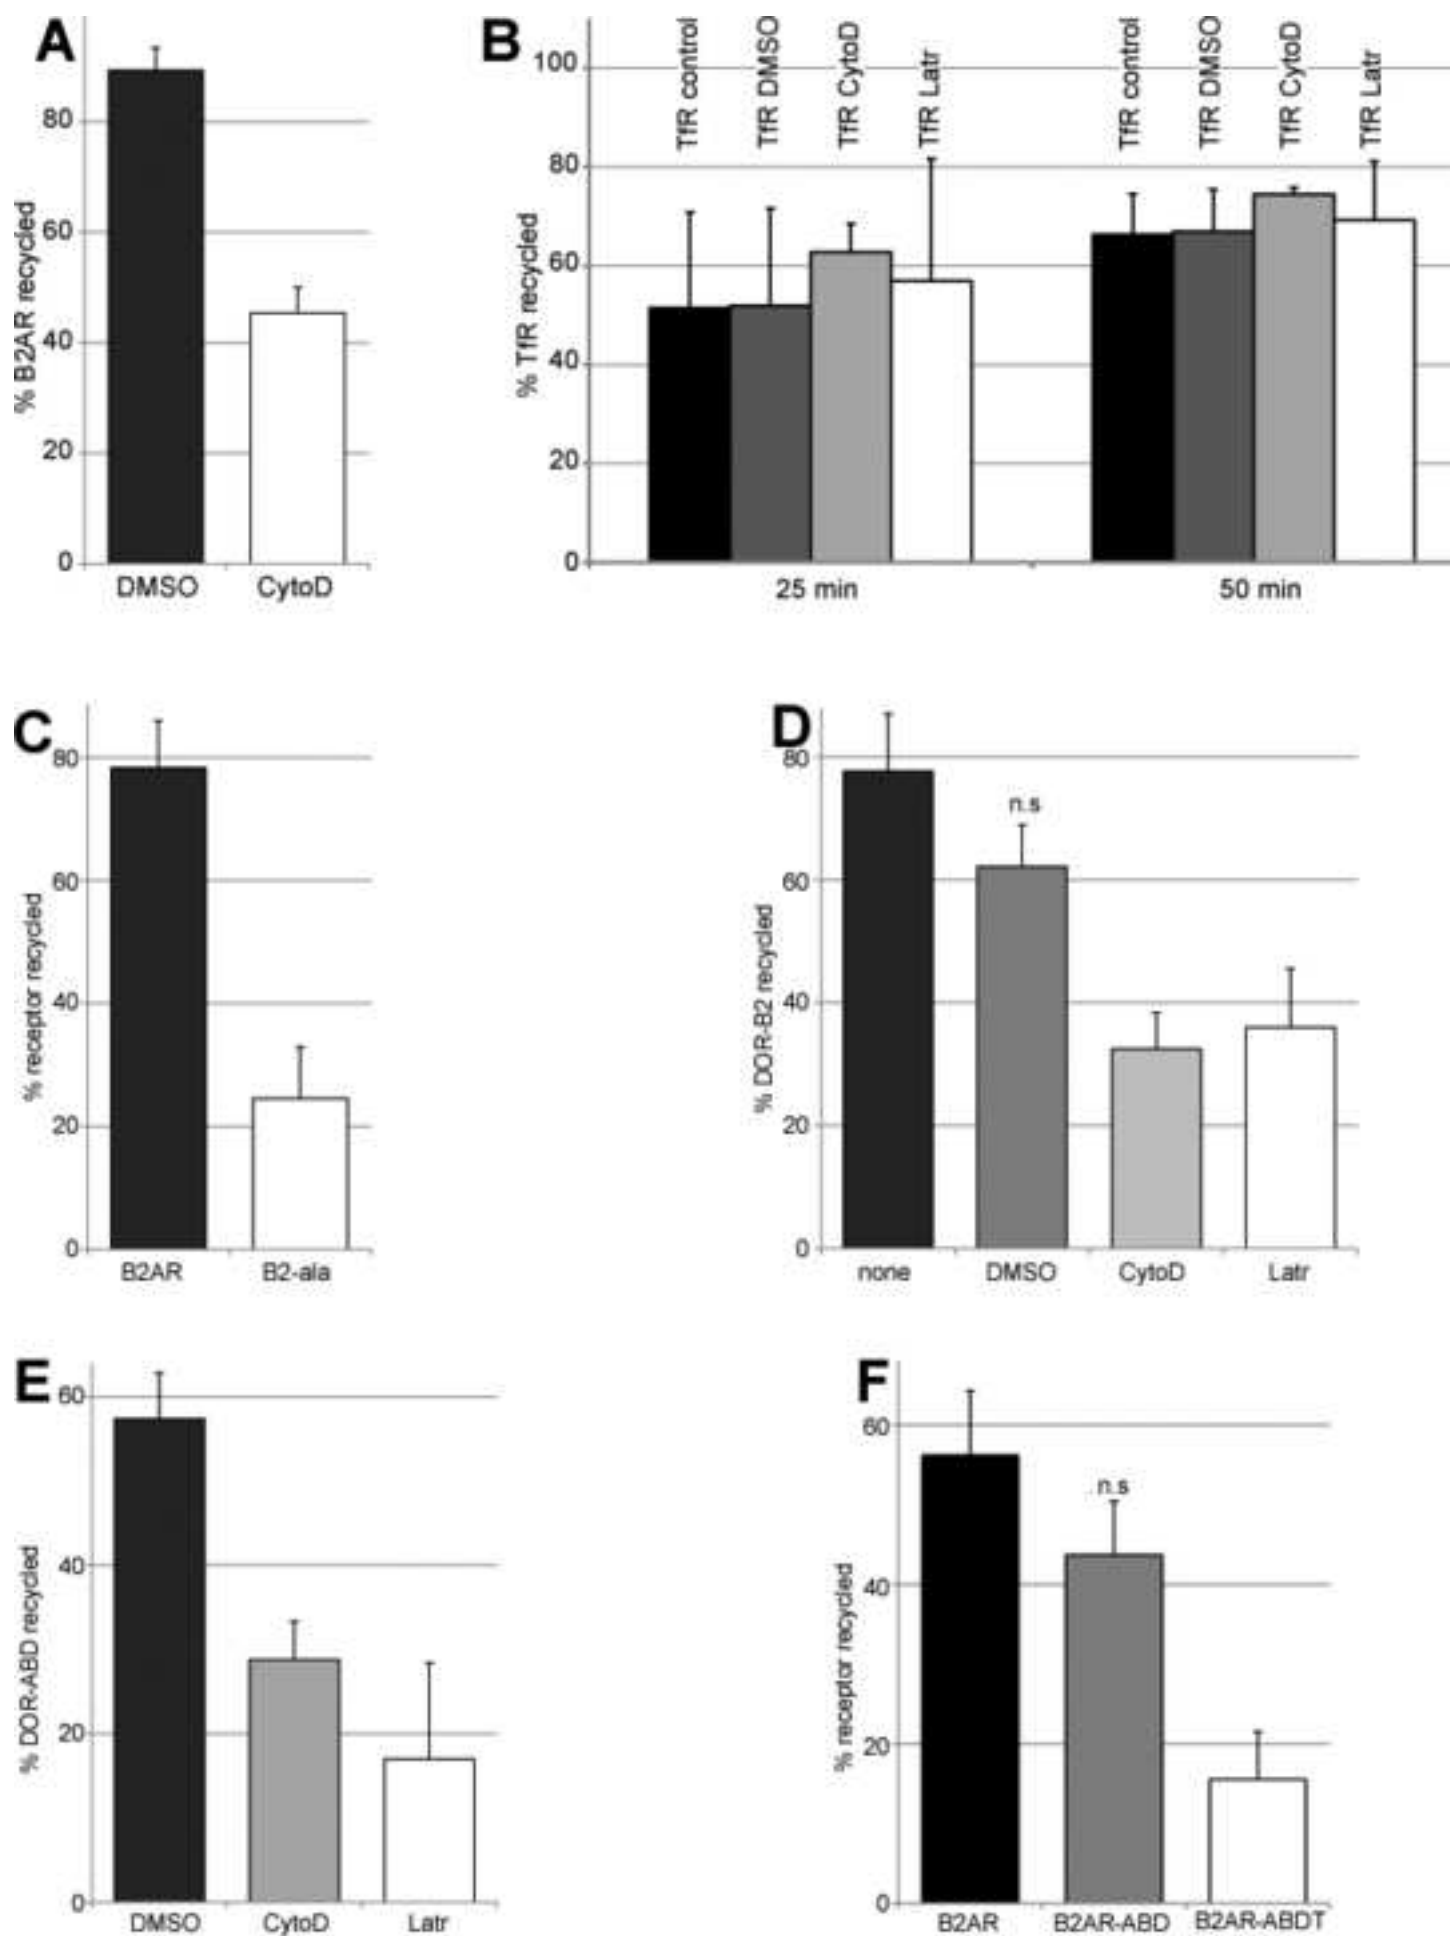 A
% B2AR recycled
80
60
40
20
0
DMSO CytoD
B
% TfR recycled
100
80
60
40
20
0
TfR control
TfR DMSO
TfR CytoD
TfR Latr
TfR control
TfR DMSO
TfR CytoD
TfR Latr
25 min 50 min
C
% receptor recycled
80
60
40
20
0
B2AR B2-ala
D
% DOR-B2 recycled
80
60
40
20
0
n.s
none DMSO CytoD Latr
E
% DOR-ABD recycled
60
40
20
0
DMSO CytoD Latr
F
% receptor recycled
60
40
20
0
n.s
B2AR B2AR-ABD B2AR-ABDT